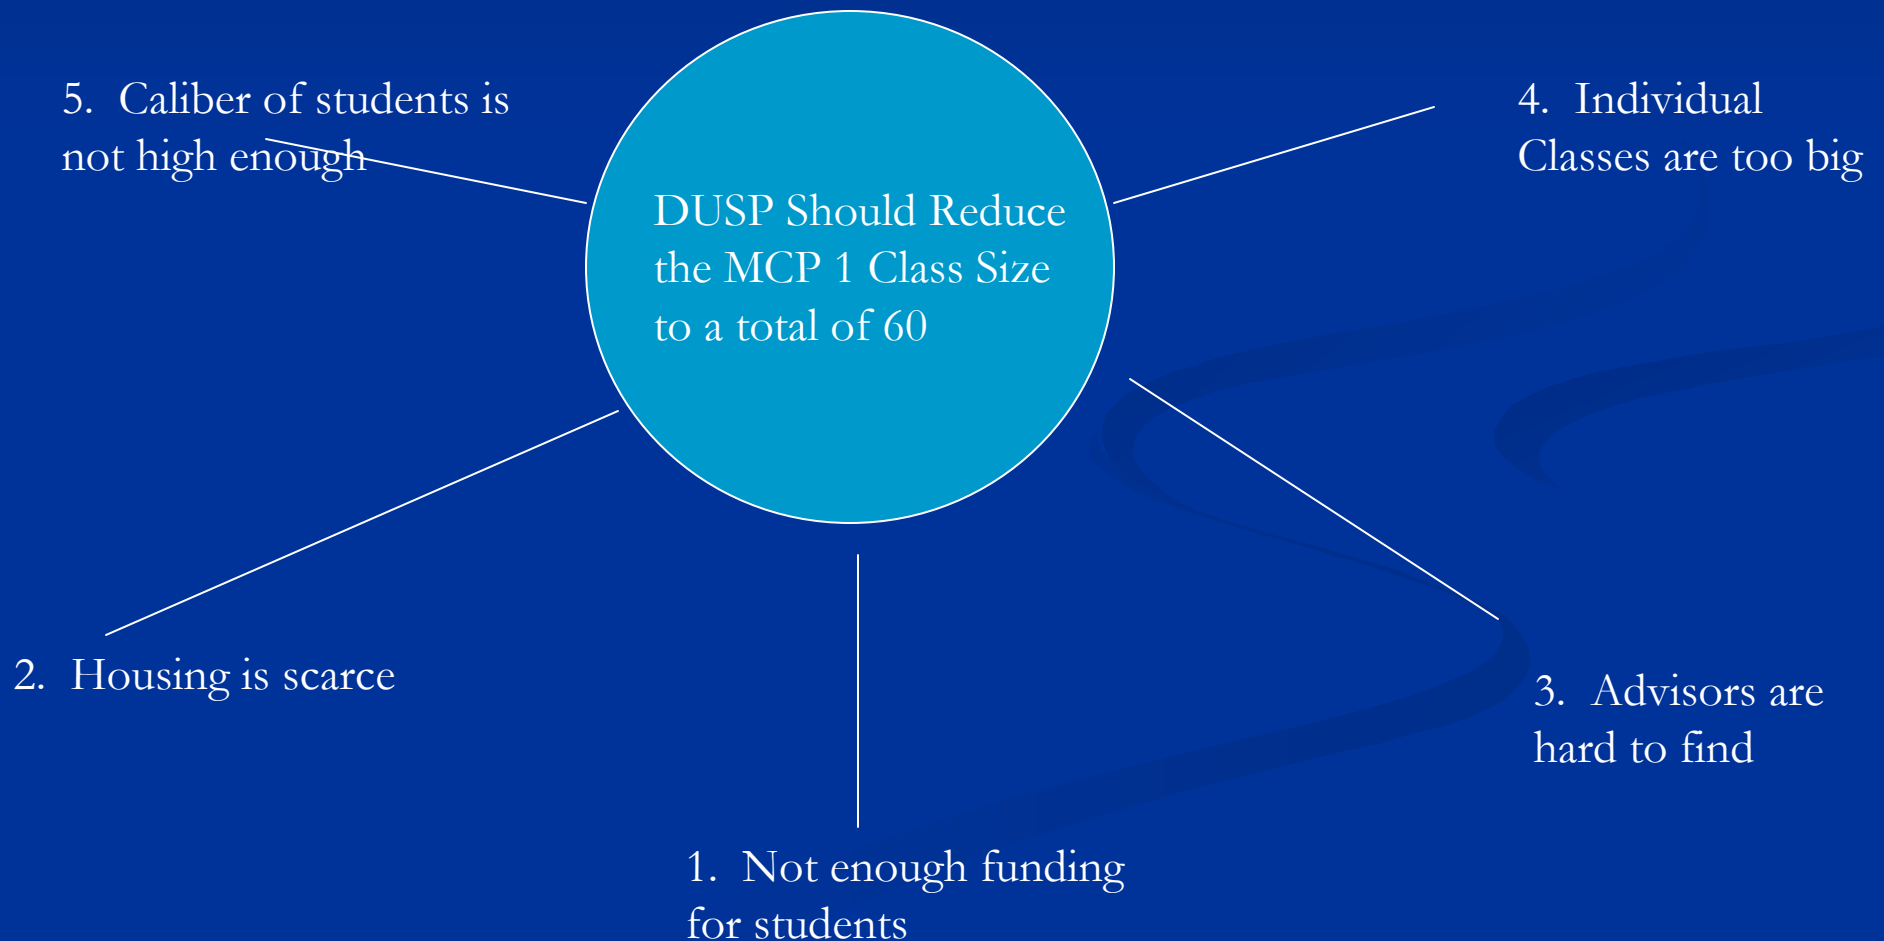 5. Caliber of students is
not high enough
4. Individual
Classes are too big
DUSP Should Reduce
the MCP 1 Class Size
to a total of 60
2. Housing is scarce
3. Advisors are
hard to find
1. Not enough funding
for students